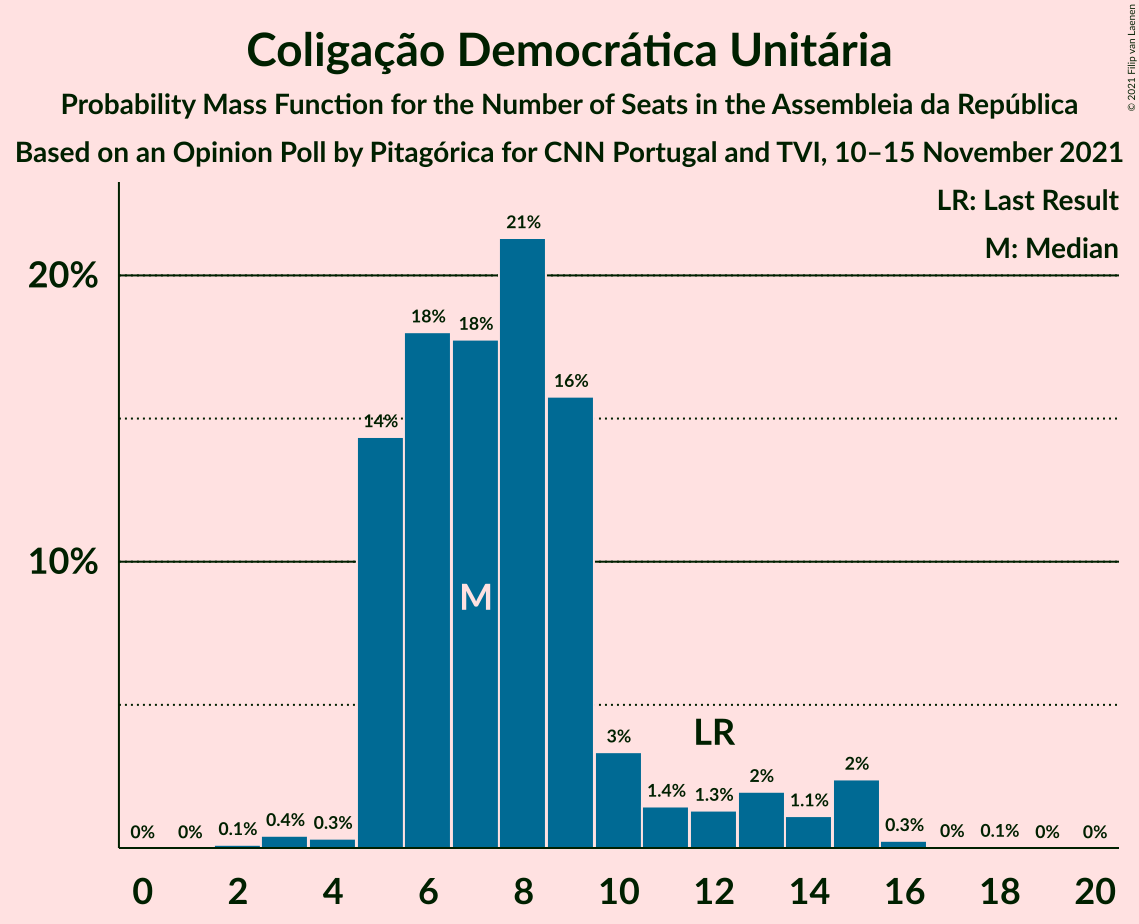 Coligação Democrática Unitária
Probability Mass Function for the Number of Seats in the Assembleia da República
Based on an Opinion Poll by Pitagórica for CNN Portugal and TVI, 10–15 November 2021
© 2021 Filip van Laenen
LR: Last Result
M: Median
20%
10%
0%
0%
0.1%
0.4%
0.3%
14%
18%
18%
21%
16%
3%
1.4%
1.3%
2%
1.1%
2%
0.3%
0%
0.1%
0%
0%
M
LR
0 2 4 6 8 10 12 14 16 18 20